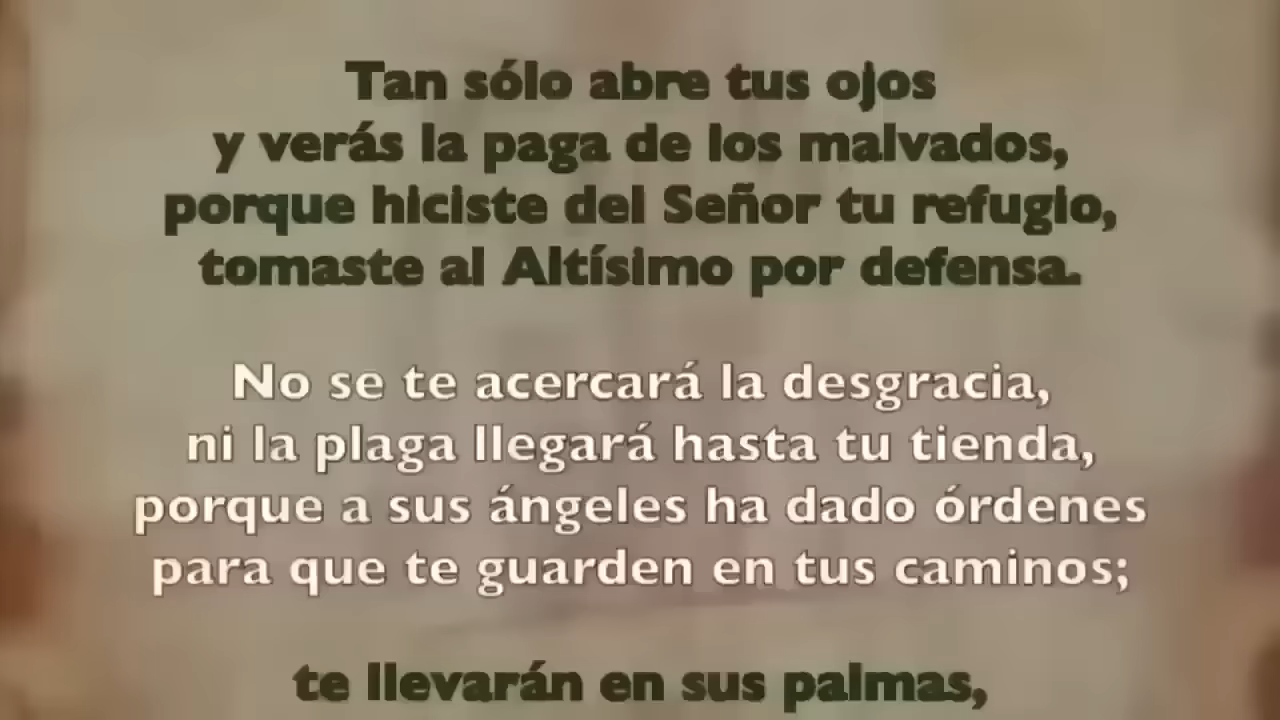 Tan sólo abre tus ojos
y verás la paga de los malvados,
porque hiciste del Señor tu refugio,
tomaste al Altísimo por defensa.
No se te acercará la desgracia,
ni la plaga llegará hasta tu tienda,
porque a sus ángeles ha dado órdenes
para que te guarden en tus caminos;
te llevarán en sus palmas,